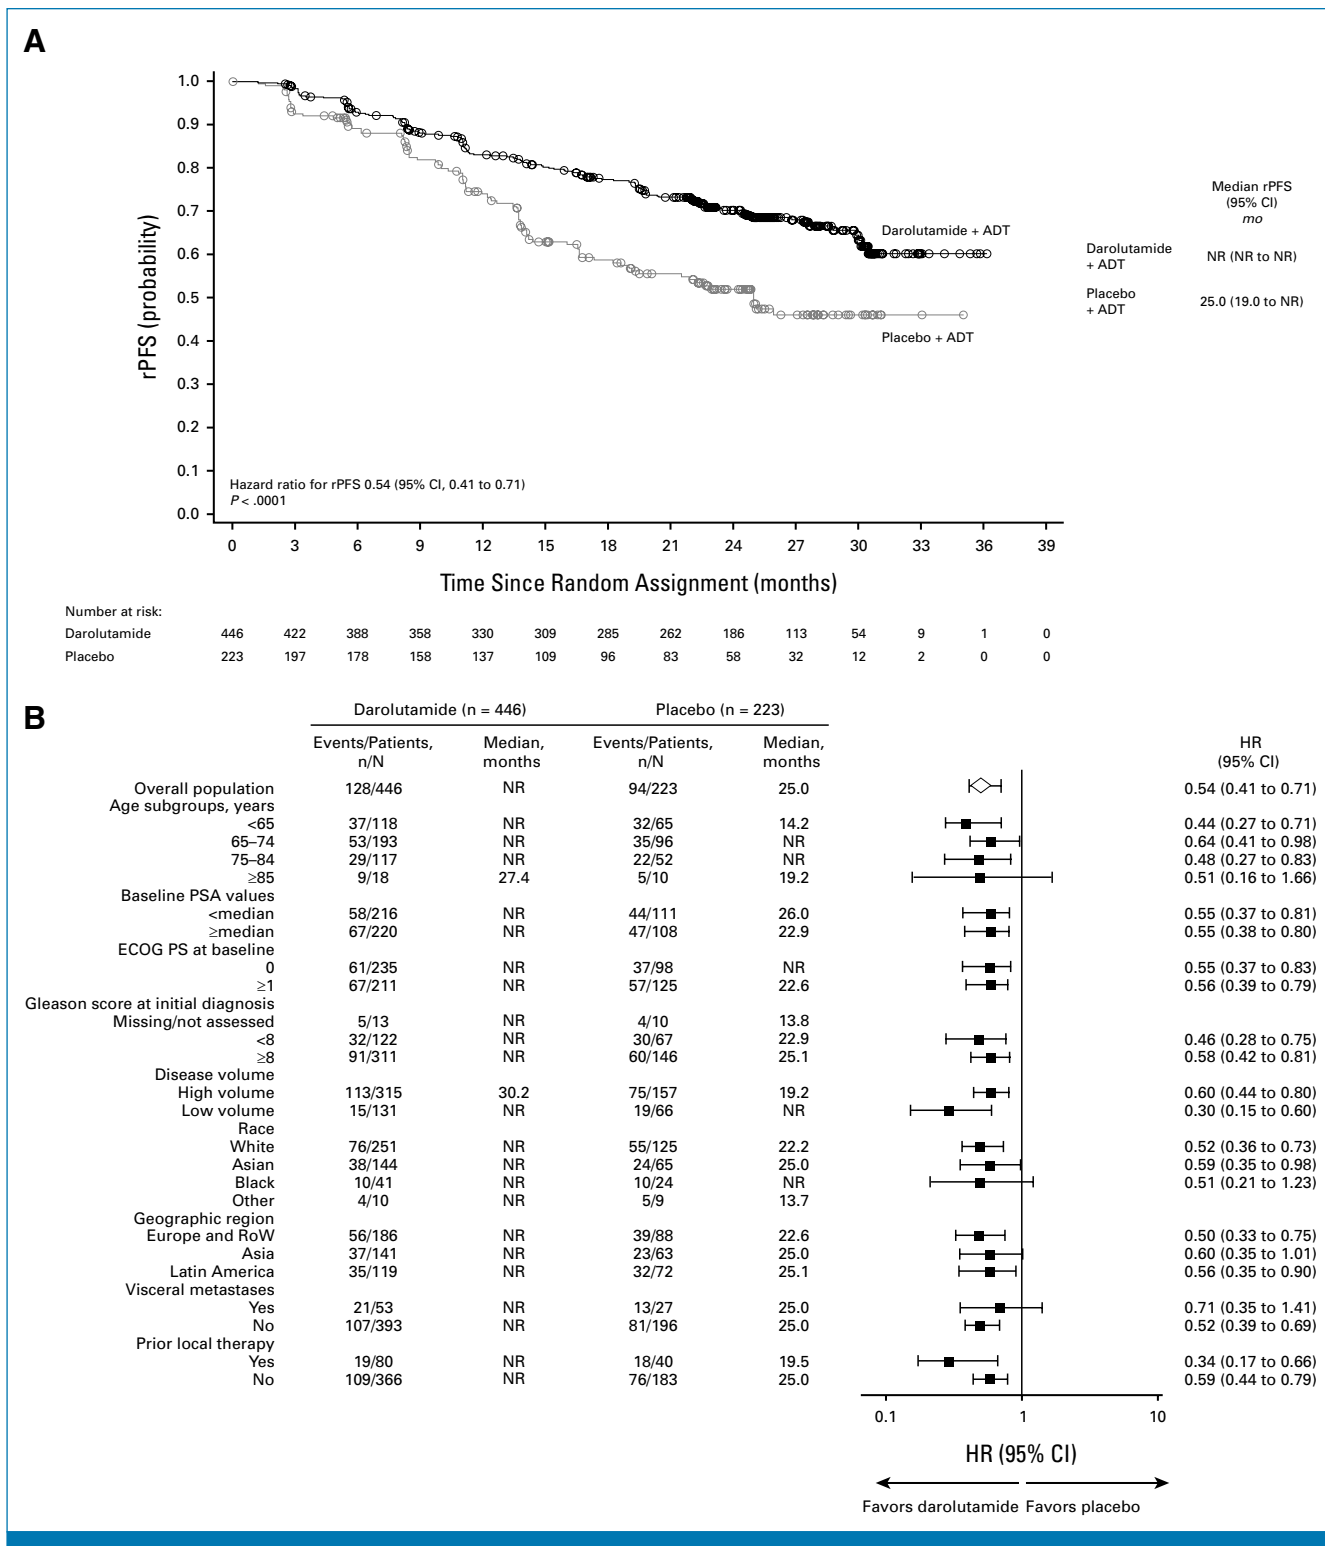 A
1.0
0.9
0.8
0.7
0.6
0.5
0.4
0.3
0.2
0.1
0.0
rPFS (probability)
Darolutamide + ADT
Placebo + ADT
Hazard ratio for rPFS 0.54 (95% CI, 0.41 to 0.71)
P < .0001
Median rPFS
(95% CI)
mo
Darolutamide
+ ADT
NR (NR to NR)
Placebo
+ ADT
25.0 (19.0 to NR)
0 3 6 9 12 15 18 21 24 27 30 33 36 39
Time Since Random Assignment (months)
Number at risk:
Darolutamide 446 422 388 358 330 309 285 262 186 113 54 9 1 0
Placebo 223 197 178 158 137 109 96 83 58 32 12 2 0 0
B
Darolutamide (n = 446) Placebo (n = 223)
Events/Patients, Median, Events/Patients, Median, HR
n/N months n/N months (95% CI)
Overall population 128/446 NR 94/223 25.0 0.54 (0.41 to 0.71)
Age subgroups, years
<65 37/118 NR 32/65 14.2 0.44 (0.27 to 0.71)
65–74 53/193 NR 35/96 NR 0.64 (0.41 to 0.98)
75–84 29/117 NR 22/52 NR 0.48 (0.27 to 0.83)
≥85 9/18 27.4 5/10 19.2 0.51 (0.16 to 1.66)
Baseline PSA values
<median 58/216 NR 44/111 26.0 0.55 (0.37 to 0.81)
≥median 67/220 NR 47/108 22.9 0.55 (0.38 to 0.80)
ECOG PS at baseline
0 61/235 NR 37/98 NR 0.55 (0.37 to 0.83)
≥1 67/211 NR 57/125 22.6 0.56 (0.39 to 0.79)
Gleason score at initial diagnosis
Missing/not assessed 5/13 NR 4/10 13.8
<8 32/122 NR 30/67 22.9 0.46 (0.28 to 0.75)
≥8 91/311 NR 60/146 25.1 0.58 (0.42 to 0.81)
Disease volume
High volume 113/315 30.2 75/157 19.2 0.60 (0.44 to 0.80)
Low volume 15/131 NR 19/66 NR 0.30 (0.15 to 0.60)
Race
White 76/251 NR 55/125 22.2 0.52 (0.36 to 0.73)
Asian 38/144 NR 24/65 25.0 0.59 (0.35 to 0.98)
Black 10/41 NR 10/24 NR 0.51 (0.21 to 1.23)
Other 4/10 NR 5/9 13.7
Geographic region
Europe and RoW 56/186 NR 39/88 22.6 0.50 (0.33 to 0.75)
Asia 37/141 NR 23/63 25.0 0.60 (0.35 to 1.01)
Latin America 35/119 NR 32/72 25.1 0.56 (0.35 to 0.90)
Visceral metastases
Yes 21/53 NR 13/27 25.0 0.71 (0.35 to 1.41)
No 107/393 NR 81/196 25.0 0.52 (0.39 to 0.69)
Prior local therapy
Yes 19/80 NR 18/40 19.5 0.34 (0.17 to 0.66)
No 109/366 NR 76/183 25.0 0.59 (0.44 to 0.79)
0.1 1 10
HR (95% CI)
Favors darolutamide Favors placebo